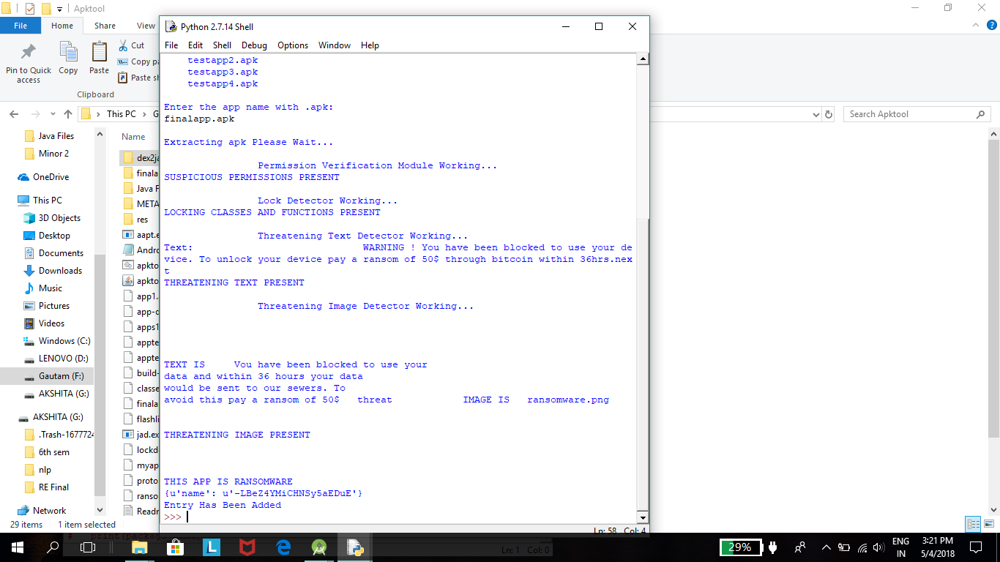 Apktool
File Home Share View
Pin to Quick access
Copy
Paste
Cut
Copy pa
Paste sh
Clipboard
This PC
G
Search Apktool
Java Files
Minor 2
OneDrive
This PC
3D Objects
Desktop
Documents
Downloads
Music
Pictures
Videos
Windows (C:)
LENOVO (D:)
Gautam (F:)
AKSHITA (G:)
AKSHITA (G:)
.Trash-1677724
6th sem
nlp
RE Final
Network
29 items 1 item selected
Name
dex2ja
finala
Java F
META
res
aapt.e
Andro
apkto
apkto
app1.
app-c
apps1
appte
appte
build-
classe
finala
flashli
jad.ex
lockd
myap
proto
ranso
Readr
Python 2.7.14 Shell
File Edit Shell Debug Options Window Help
testapp2.apk
testapp3.apk
testapp4.apk
Enter the app name with .apk:
finalapp.apk
Extracting apk Please Wait...
Permission Verification Module Working...
SUSPICIOUS PERMISSIONS PRESENT
Lock Detector Working...
LOCKING CLASSES AND FUNCTIONS PRESENT
Threatening Text Detector Working...
Text: WARNING ! You have been blocked to use your de
vice. To unlock your device pay a ransom of 50$ through bitcoin within 36hrs.nex
t
THREATENING TEXT PRESENT
Threatening Image Detector Working...
TEXT IS You have been blocked to use your
data and within 36 hours your data
would be sent to our sewers. To
avoid this pay a ransom of 50$ threat IMAGE IS ransomware.png
THREATENING IMAGE PRESENT
THIS APP IS RANSOMWARE
{u'name': u'-LBeZ4YMiCHNSy5aEDuE'}
Entry Has Been Added
>>>
Ln: 58 Col: 4
# print(packag
Ln: 1 Col: 0
29%
ENG
IN
3:21 PM
5/4/2018